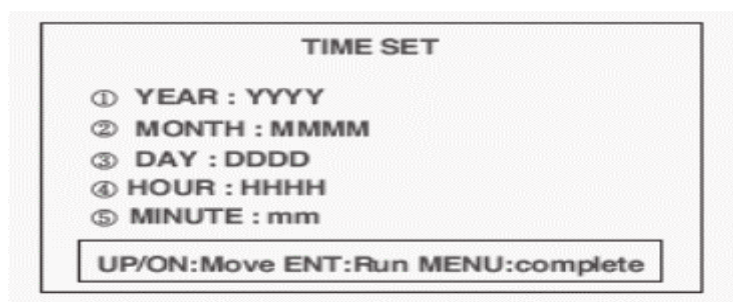 TIME SET
① YEAR : YYYY
② MONTH : MMMM
③ DAY : DDDD
④ HOUR : HHHH
⑤ MINUTE : mm
UP/ON:Move ENT:Run MENU:complete